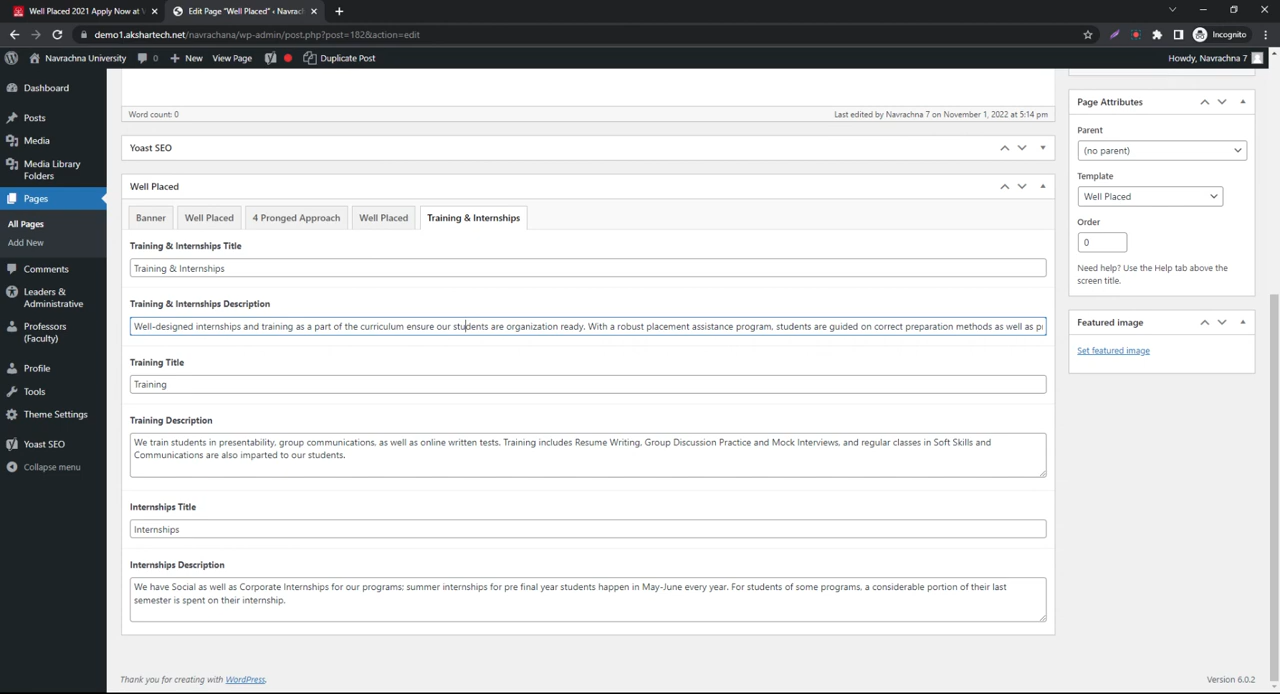 Well Placed 2021 Apply Now at
Edit Page "Well Placed" ‹ Navrach
demo1.akshartech.net/navrachana/wp-admin/post.php?post=182&action=edit
Incognito
Navrachna University
0
New
View Page
Duplicate Post
Howdy, Navrachna 7
Dashboard
Posts
Media
Media Library
Folders
Pages
All Pages
Add New
Comments
Leaders &
Administrative
Professors
(Faculty)
Profile
Tools
Theme Settings
Yoast SEO
Collapse menu
Word count: 0
Last edited by Navrachna 7 on November 1, 2022 at 5:14 pm
Yoast SEO
Well Placed
Banner
Well Placed
4 Pronged Approach
Well Placed
Training & Internships
Training & Internships Title
Training & Internships
Training & Internships Description
Well-designed internships and training as a part of the curriculum ensure our students are organization ready. With a robust placement assistance program, students are guided on correct preparation methods as well as
Training Title
Training
Training Description
We train students in presentability, group communications, as well as online written tests. Training includes Resume Writing, Group Discussion Practice and Mock Interviews, and regular classes in Soft Skills and
Communications are also imparted to our students.
Internships Title
Internships
Internships Description
We have Social as well as Corporate Internships for our programs; summer internships for pre final year students happen in May-June every year. For students of some programs, a considerable portion of their last
semester is spent on their internship.
Page Attributes
Parent
(no parent)
Template
Well Placed
Order
0
Need help? Use the Help tab above the
screen title.
Featured image
Set featured image
Thank you for creating with WordPress.
Version 6.0.2